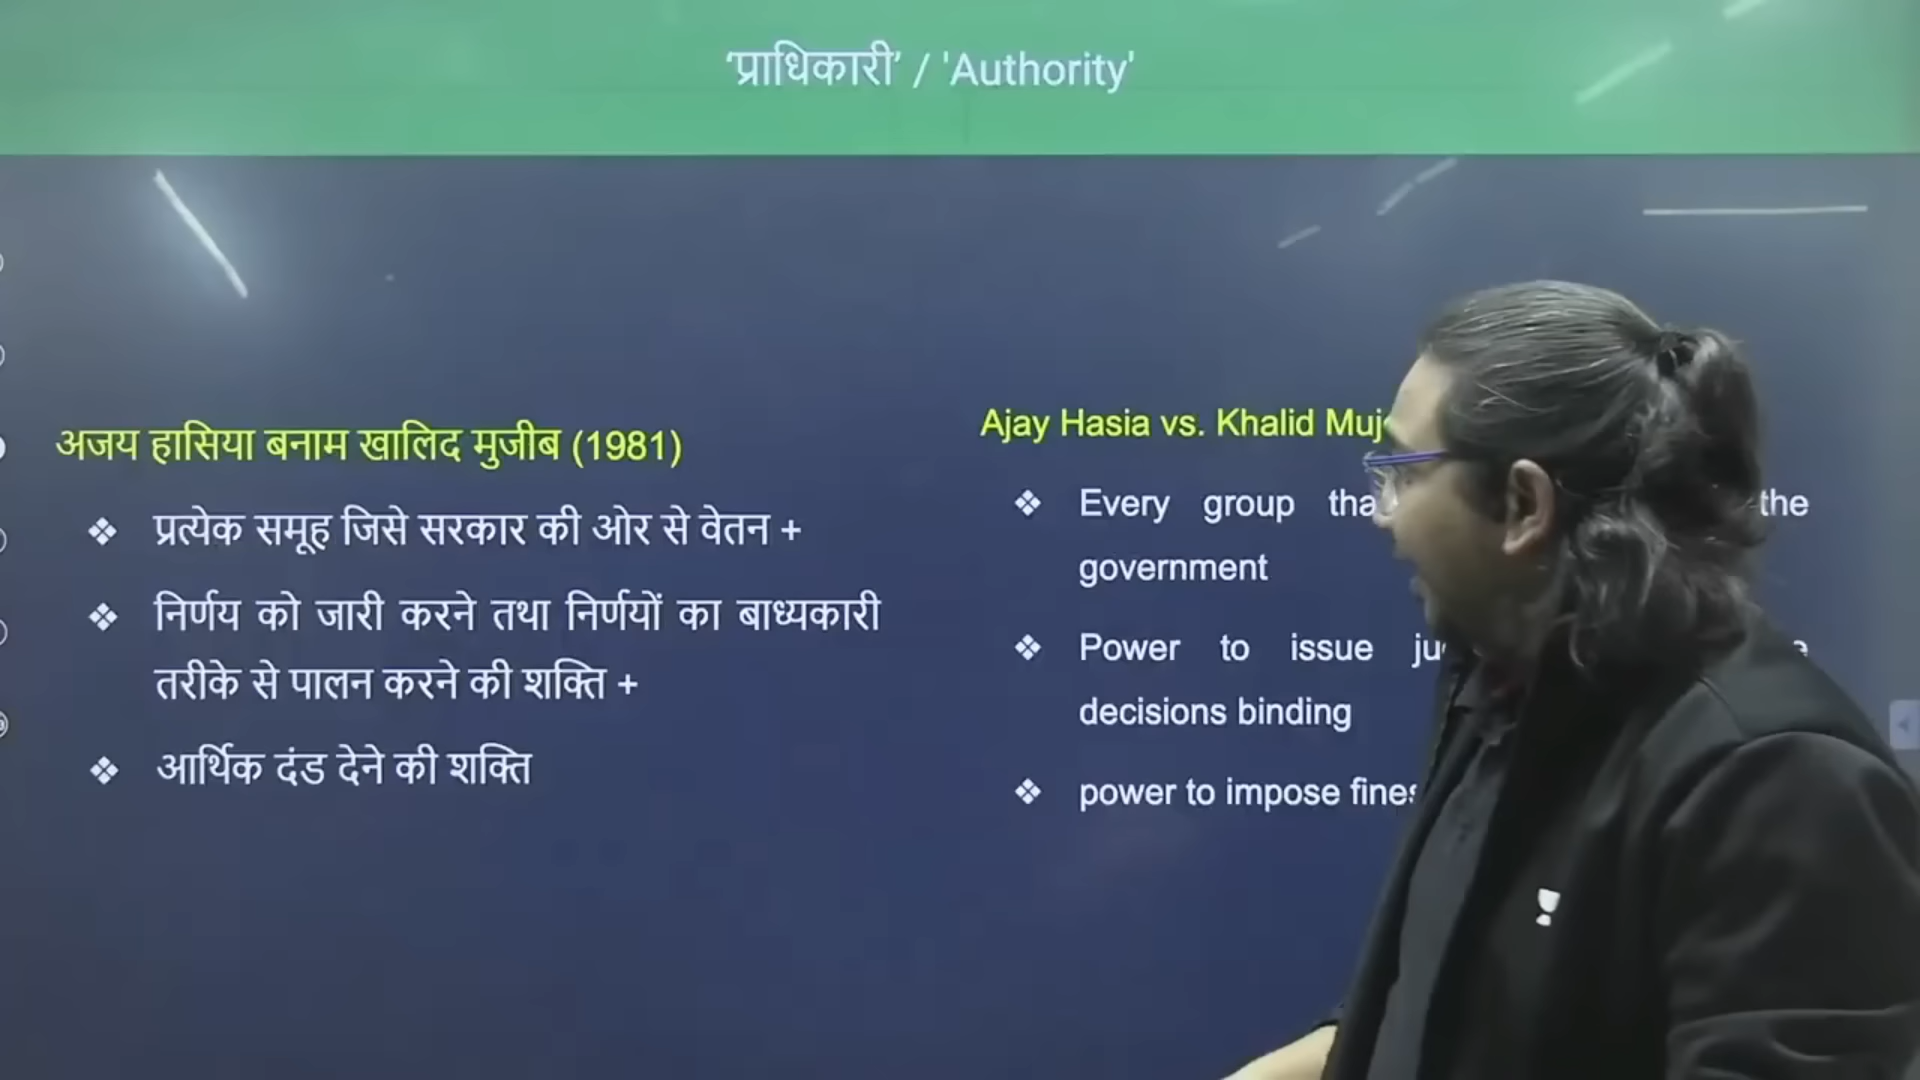 'प्राधिकारी' / 'Authority'
अजय हासिया बनाम खालिद मुजीब (1981)
❖ प्रत्येक समूह जिसे सरकार की ओर से वेतन +
❖ निर्णय को जारी करने तथा निर्णयों का बाध्यकारी
तरीके से पालन करने की शक्ति +
❖ आर्थिक दंड देने की शक्ति
Ajay Hasia vs. Khalid
❖ Every group the
government
❖ Power to issue
decisions binding
❖ power to impose